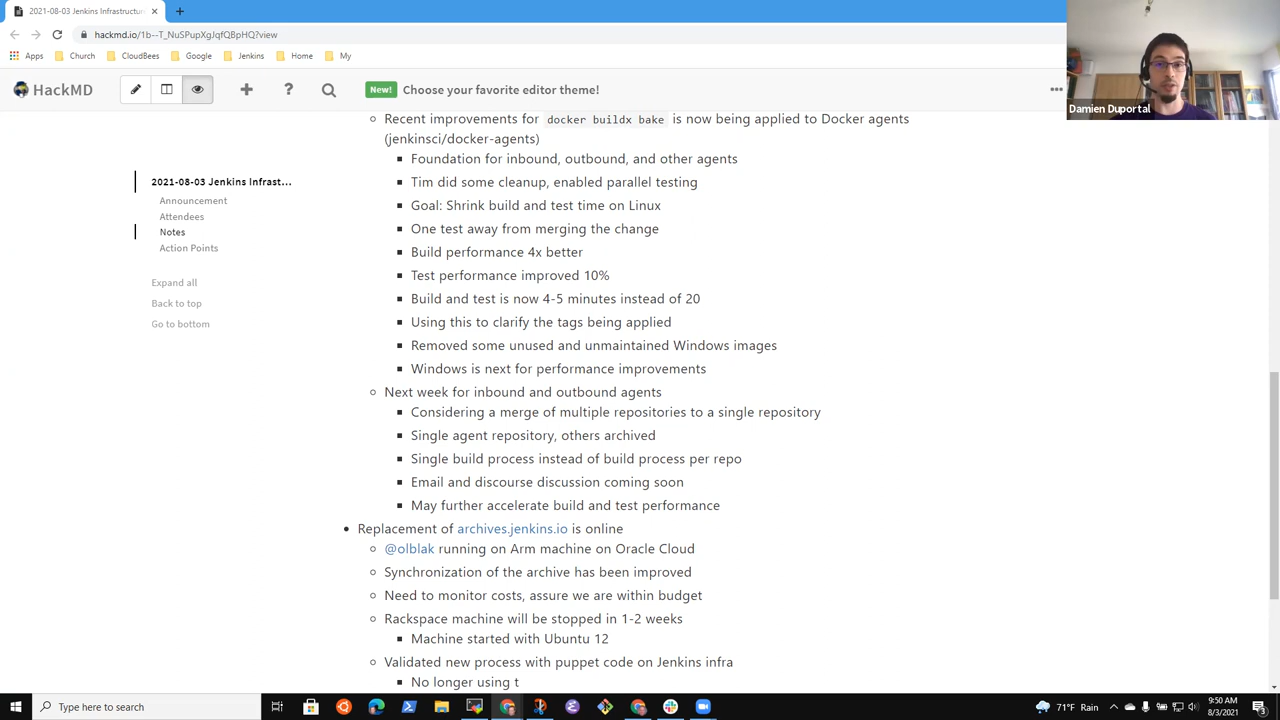 2021-08-03 Jenkins Infrastructur
hackmd.io/1b--T_NuSPupXgJqfQBpHQ?view
Apps
Church
CloudBees
Google
Jenkins
Home
My
HackMD
New!
Choose your favorite editor theme!
Damien Duportal
2021-08-03 Jenkins Infrast...
Announcement
Attendees
Notes
Action Points
Expand all
Back to top
Go to bottom
Recent improvements for docker buildx bake is now being applied to Docker agents
(jenkinsci/docker-agents)
Foundation for inbound, outbound, and other agents
Tim did some cleanup, enabled parallel testing
Goal: Shrink build and test time on Linux
One test away from merging the change
Build performance 4x better
Test performance improved 10%
Build and test is now 4-5 minutes instead of 20
Using this to clarify the tags being applied
Removed some unused and unmaintained Windows images
Windows is next for performance improvements
Next week for inbound and outbound agents
Considering a merge of multiple repositories to a single repository
Single agent repository, others archived
Single build process instead of build process per repo
Email and discourse discussion coming soon
May further accelerate build and test performance
Replacement of archives.jenkins.io is online
@olblak running on Arm machine on Oracle Cloud
Synchronization of the archive has been improved
Need to monitor costs, assure we are within budget
Rackspace machine will be stopped in 1-2 weeks
Machine started with Ubuntu 12
Validated new process with puppet code on Jenkins infra
No longer using t
Type here to search
71°F Rain
9:50 AM
8/3/2021